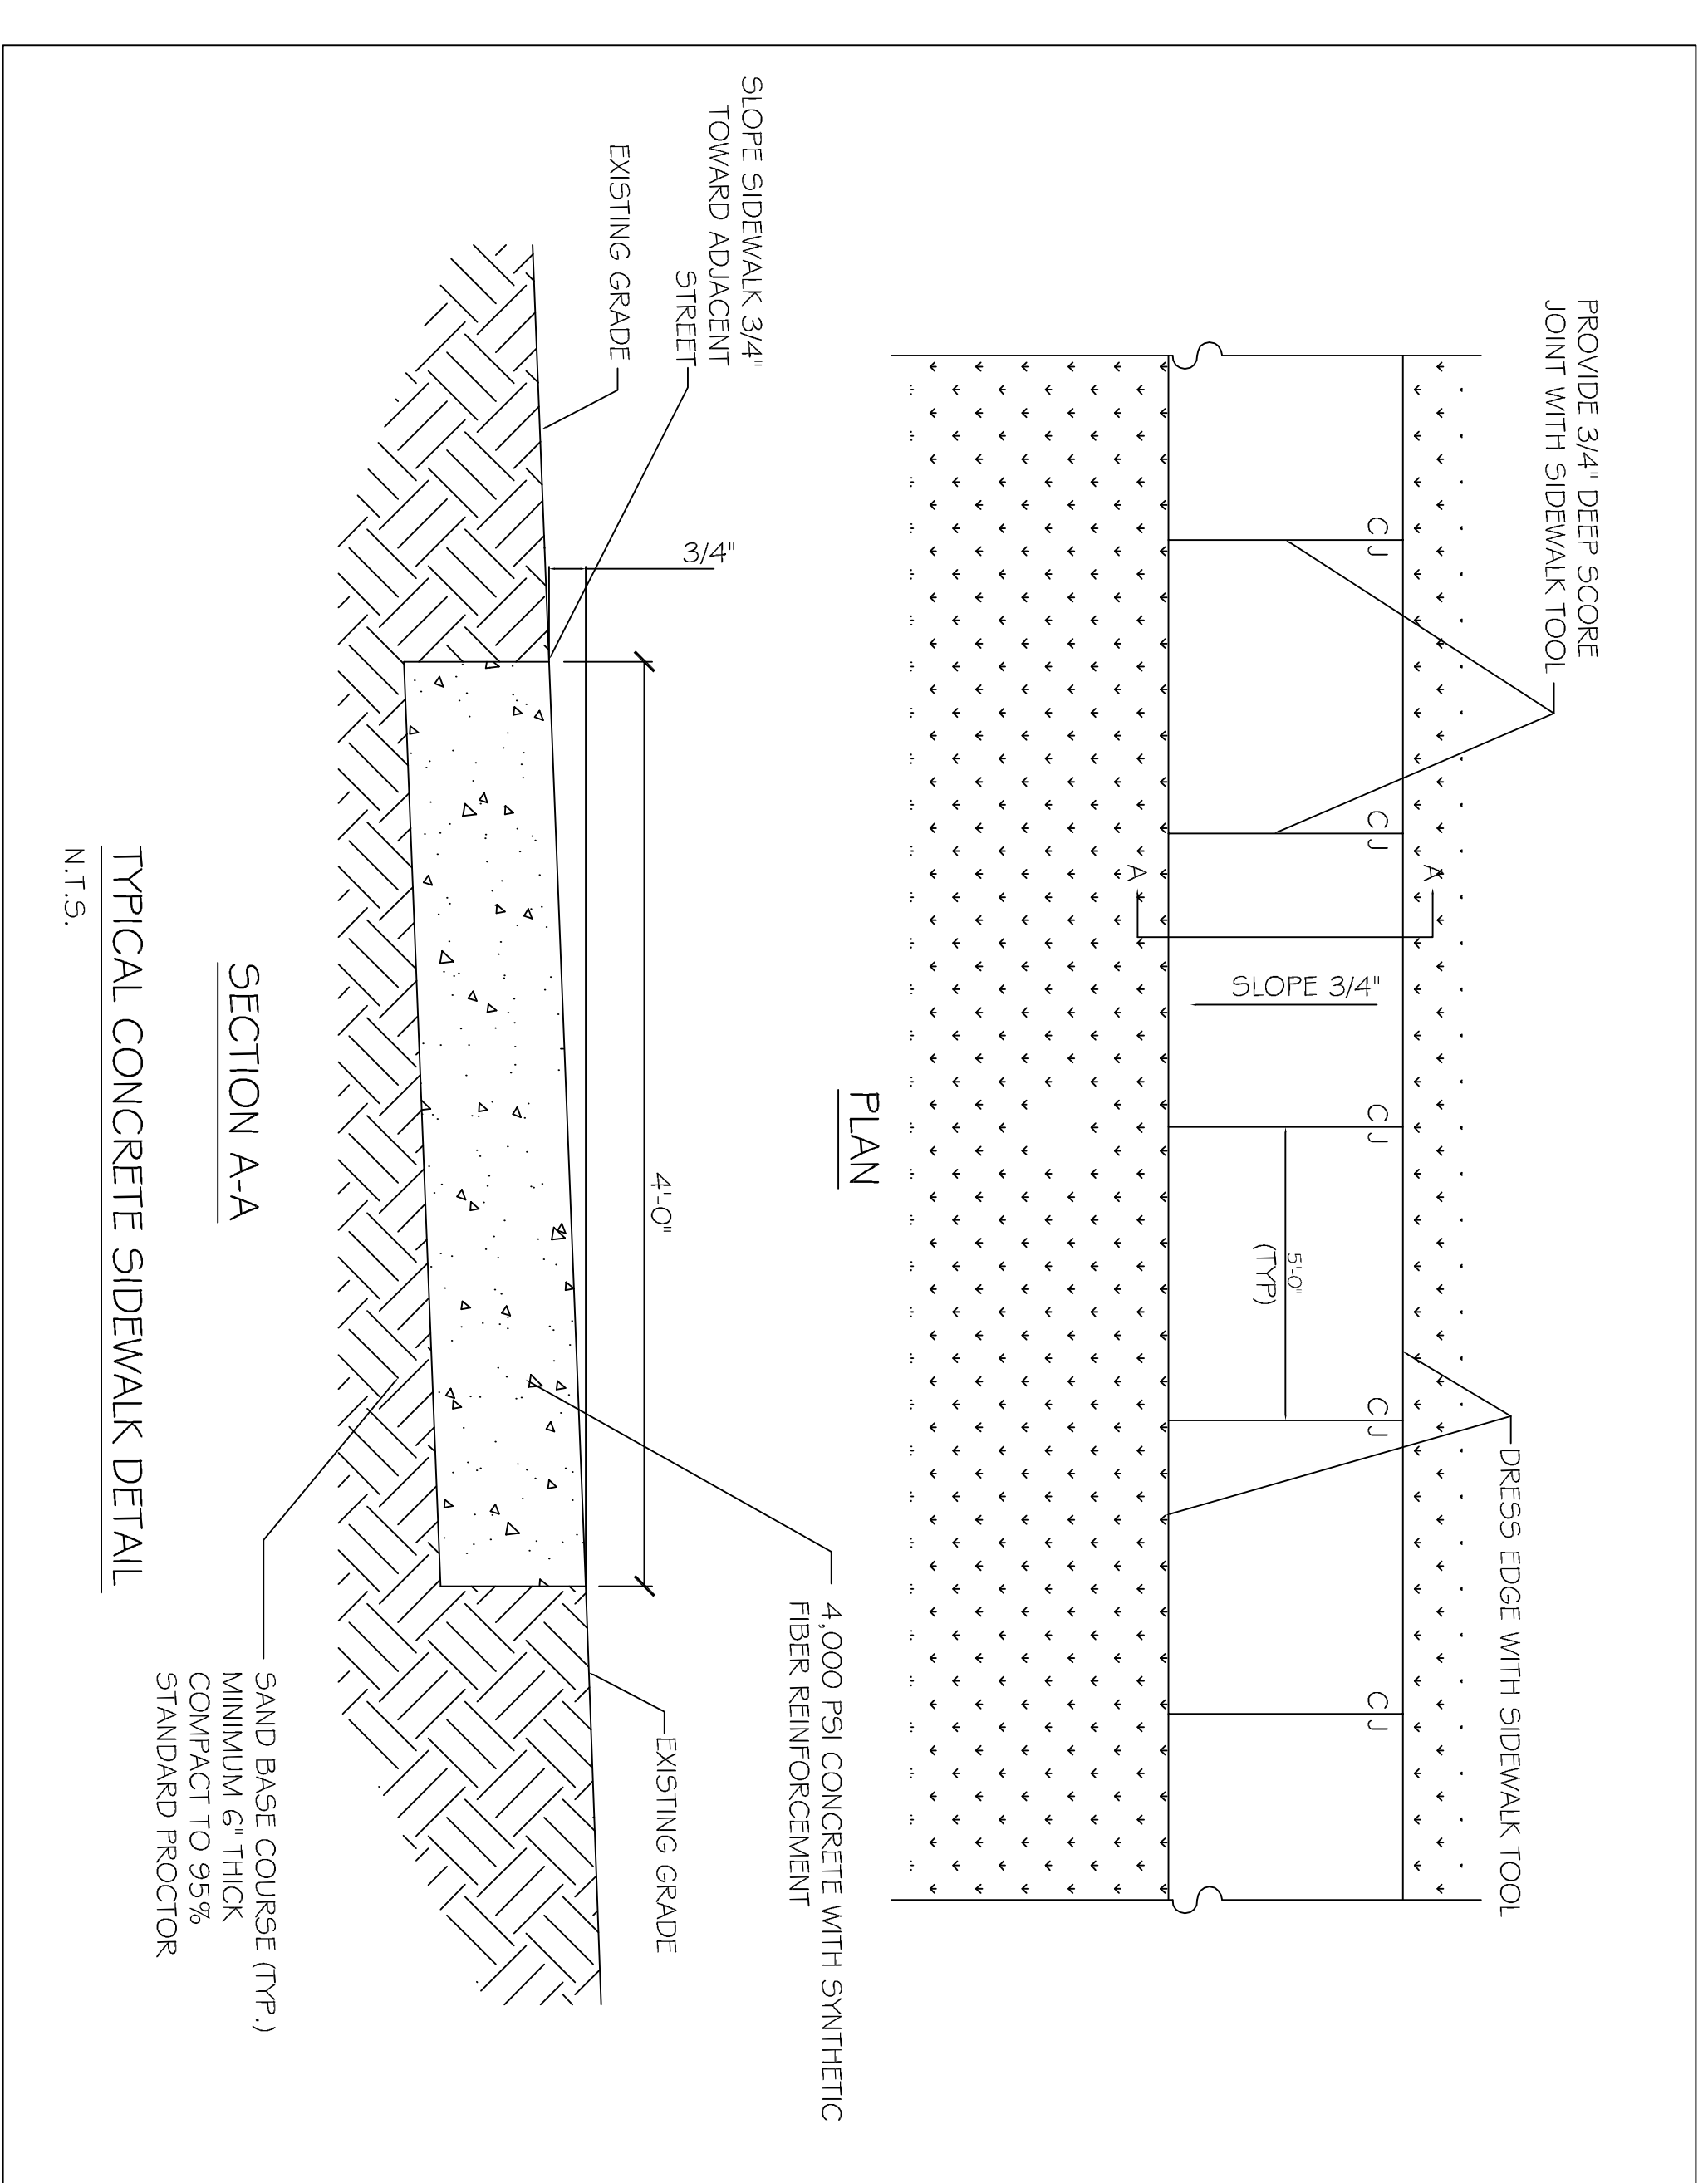 PROVIDE 3/4" DEEP SCORE
JOINT WITH SIDEWALK TOOL
DRESS EDGE WITH SIDEWALK TOOL
CJ
CJ
CJ
CJ
CJ
A
A
SLOPE 3/4"
5'-0"
(TYP)
PLAN
SLOPE SIDEWALK 3/4"
TOWARD ADJACENT
STREET
EXISTING GRADE
3/4"
4'-0"
4,000 PSI CONCRETE WITH SYNTHETIC
FIBER REINFORCEMENT
EXISTING GRADE
SAND BASE COURSE (TYP.)
MINIMUM 6" THICK
COMPACT TO 95%
STANDARD PROCTOR
SECTION A-A
TYPICAL CONCRETE SIDEWALK DETAIL
N.T.S.